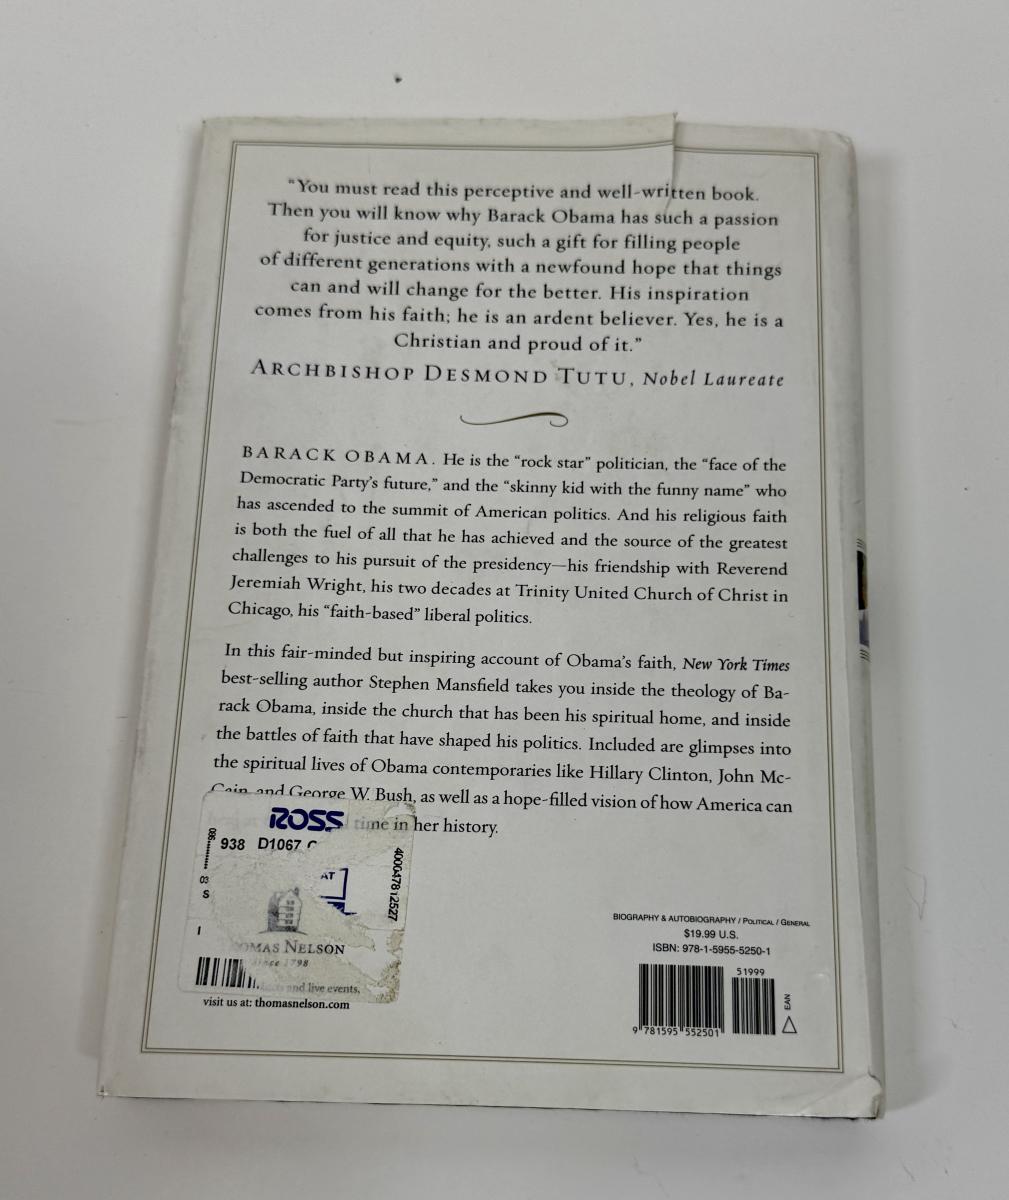 "You must read this perceptive and well-written book.
Then you will know why Barack Obama has such a passion
for justice and equity, such a gift for filling people
of different generations with a newfound hope that things
can and will change for the better. His inspiration
comes from his faith; he is an ardent believer. Yes, he is a
Christian and proud of it."
ARCHBISHOP DESMOND TUTU, Nobel Laureate
BARACK OBAMA. He is the "rock star" politician, the "face of the
Democratic Party's future," and the "skinny kid with the funny name" who
has ascended to the summit of American politics. And his religious faith
is both the fuel of all that he has achieved and the source of the greatest
challenges to his pursuit of the presidency—his friendship with Reverend
Jeremiah Wright, his two decades at Trinity United Church of Christ in
Chicago, his "faith-based" liberal politics.
In this fair-minded but inspiring account of Obama's faith, New York Times
best-selling author Stephen Mansfield takes you inside the theology of Ba-
rack Obama, inside the church that has been his spiritual home, and inside
the battles of faith that have shaped his politics. Included are glimpses into
the spiritual lives of Obama contemporaries like Hillary Clinton, John Mc-
Cain and George W. Bush, as well as a hope-filled vision of how America can
time in her history.
ROSS
938 D1067 C
AT
03
S
I
400047812527
OMAS NELSON
Since 1798
and live events,
visit us at: thomasnelson.com
BIOGRAPHY & AUTOBIOGRAPHY / POLITICAL / GENERAL
$19.99 U.S.
ISBN: 978-1-5955-5250-1
51999
9 781595 552501
EAN